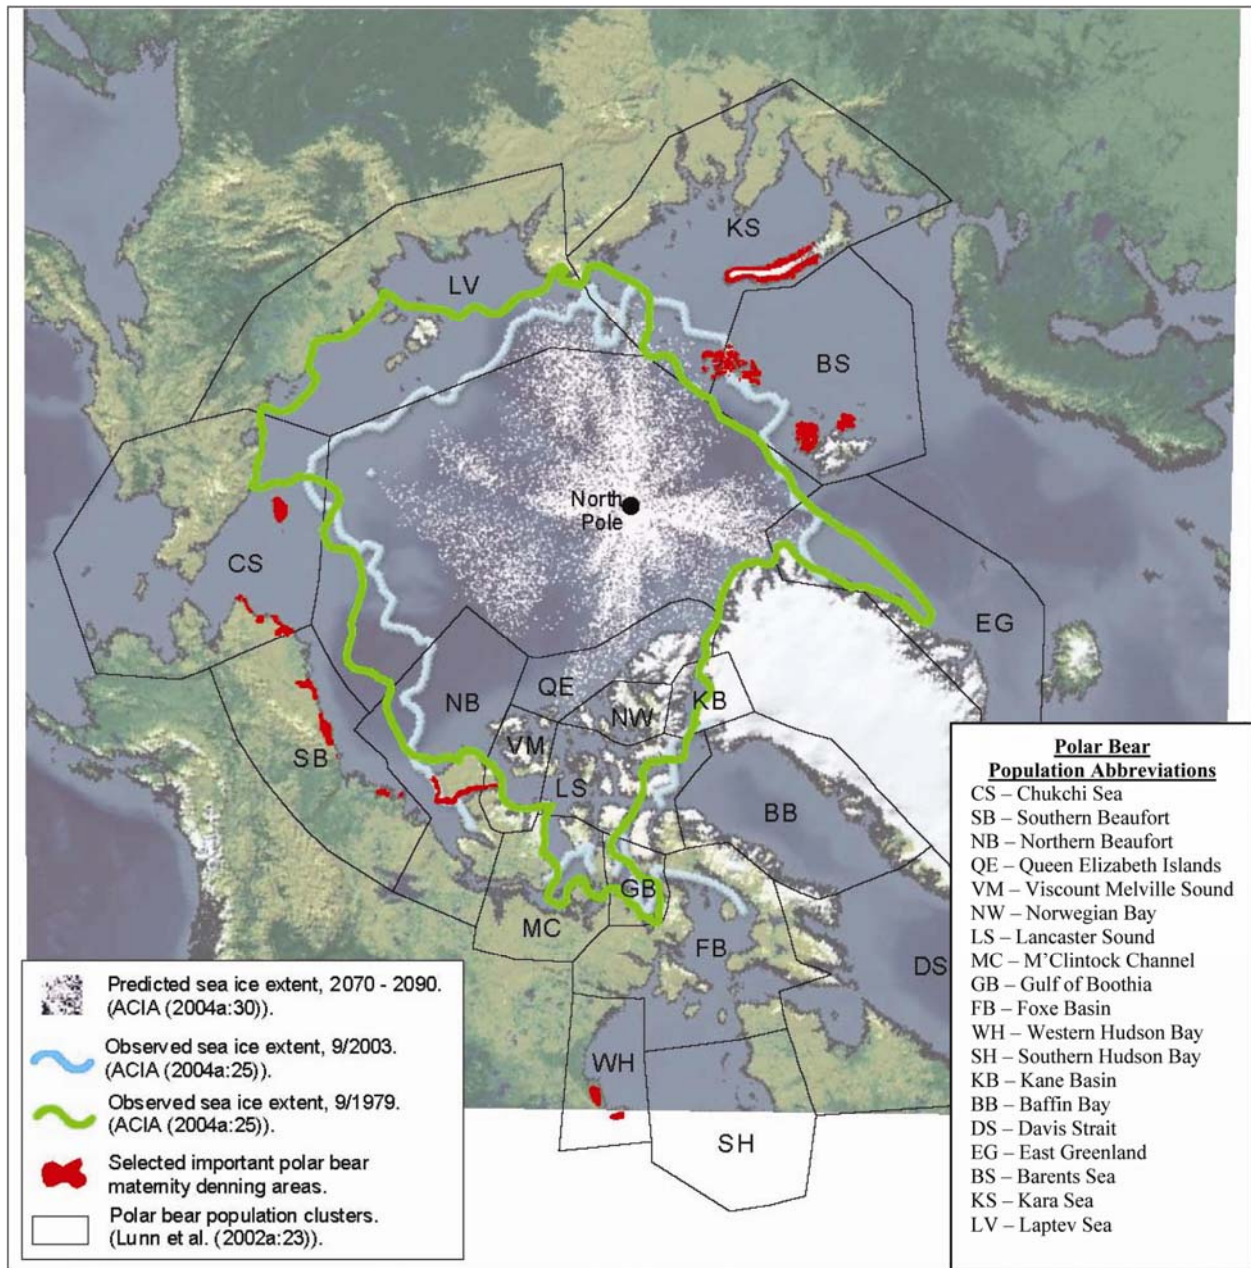 KS
LV
BS
North
Pole
CS
EG
QE
KB
NB
NW
VM
SB
LS
BB
GB
MC
FB
DS
WH
SH
Predicted sea ice extent, 2070 - 2090.
(ACIA (2004a:30)).
Observed sea ice extent, 9/2003.
(ACIA (2004a:25)).
Observed sea ice extent, 9/1979.
(ACIA (2004a:25)).
Selected important polar bear
maternity denning areas.
Polar bear population clusters.
(Lunn et al. (2002a:23)).
Polar Bear
Population Abbreviations
CS – Chukchi Sea
SB – Southern Beaufort
NB – Northern Beaufort
QE – Queen Elizabeth Islands
VM – Viscount Melville Sound
NW – Norwegian Bay
LS – Lancaster Sound
MC – M’Clintock Channel
GB – Gulf of Boothia
FB – Foxe Basin
WH – Western Hudson Bay
SH – Southern Hudson Bay
KB – Kane Basin
BB – Baffin Bay
DS – Davis Strait
EG – East Greenland
BS – Barents Sea
KS – Kara Sea
LV – Laptev Sea